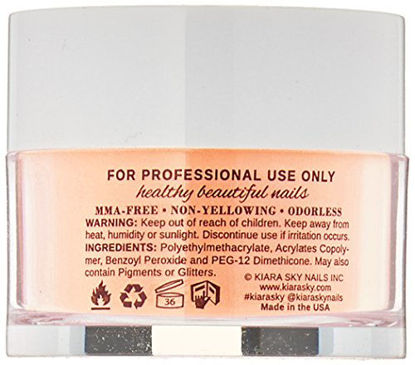 FOR PROFESSIONAL USE ONLY
healthy beautiful nails
MMA-FREE • NON-YELLOWING • ODORLESS
WARNING: Keep out of reach of children. Keep away from
heat, humidity or sunlight. Discontinue use if irritation occurs.
INGREDIENTS: Polyethylmethacrylate, Acrylates Copoly-
mer, Benzoyl Peroxide and PEG-12 Dimethicone. May also
contain Pigments or Glitters.
36
© KIARA SKY NAILS INC
www.kiarasky.com
#kiarasky @kiaraskynails
Made in the USA